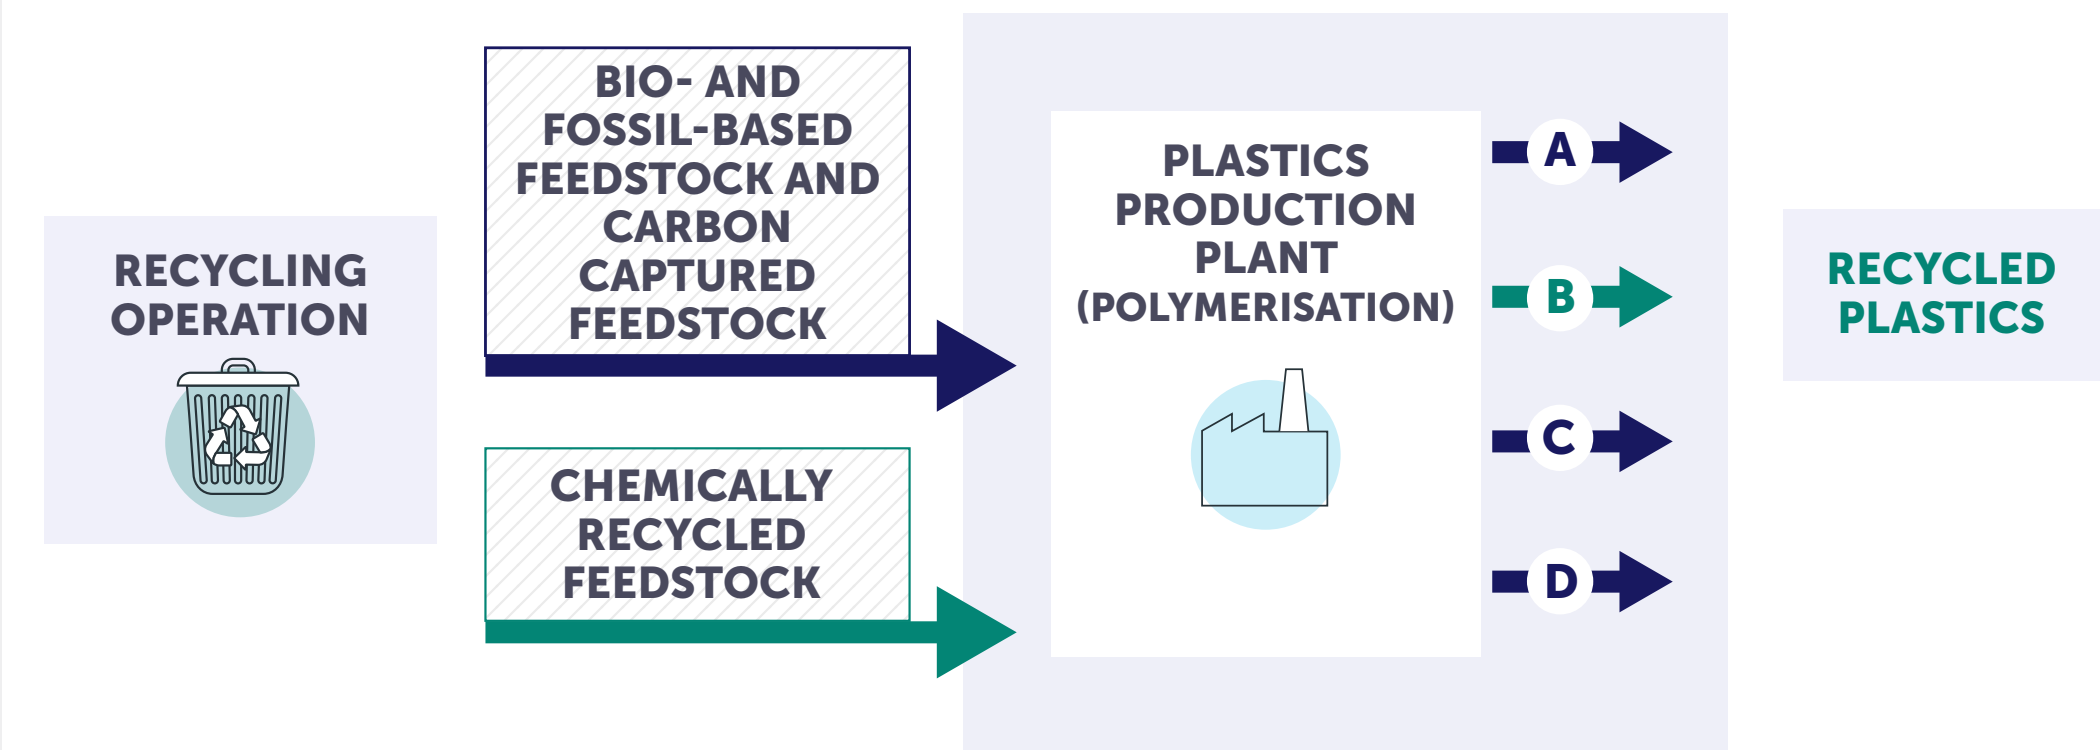 RECYCLING
OPERATION
BIO- AND
FOSSIL-BASED
FEEDSTOCK AND
CARBON
CAPTURED
FEEDSTOCK
CHEMICALLY
RECYCLED
FEEDSTOCK
PLASTICS
PRODUCTION
PLANT
(POLYMERISATION)
A
B
C
D
RECYCLED
PLASTICS